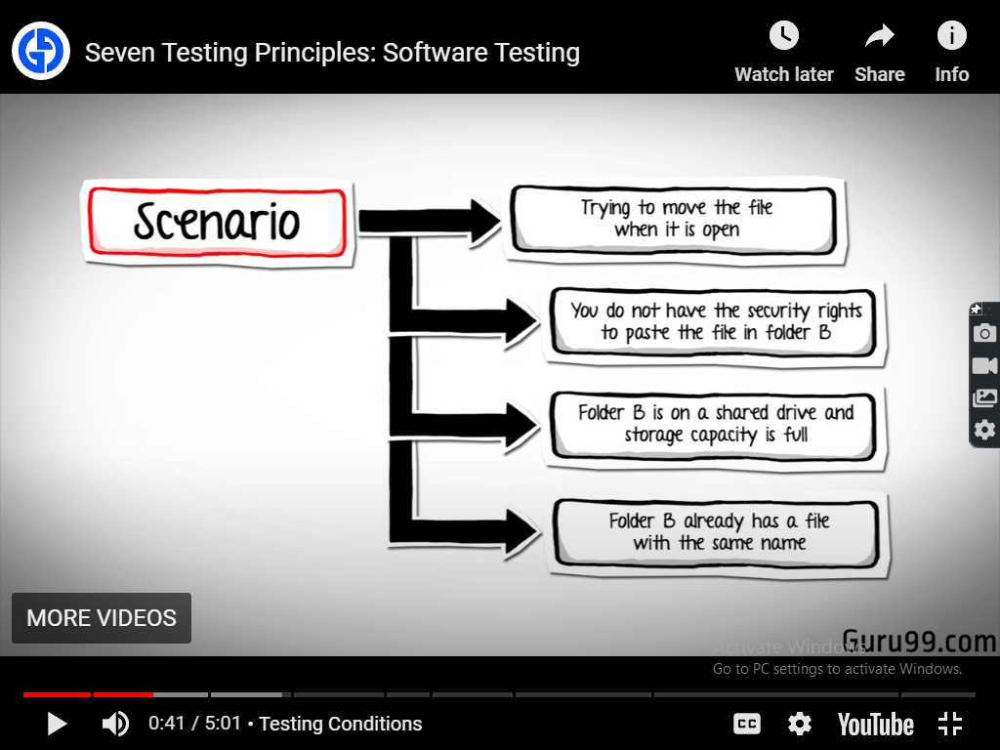 Seven Testing Principles: Software Testing
Watch later
Share
Info
Scenario
Trying to move the file
when it is open
You do not have the security rights
to paste the file in folder B
Folder B is on a shared drive and
storage capacity is full
Folder B already has a file
with the same name
MORE VIDEOS
Guru99.com
Activate Windows
Go to PC settings to activate Windows.
0:41 / 5:01 • Testing Conditions
CC
YouTube